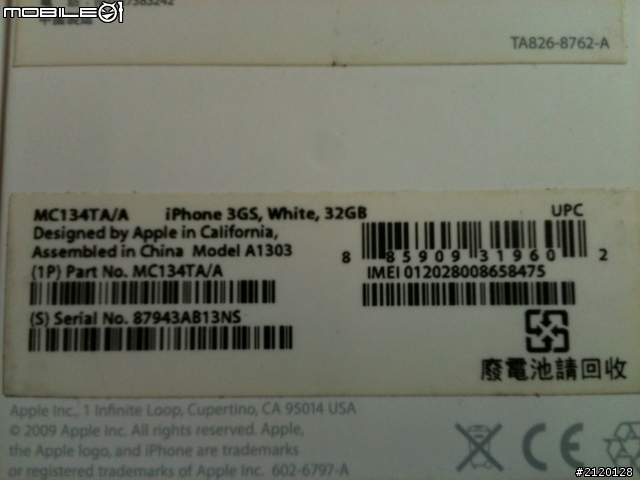 MOBILE01
TA826-8762-A
MC134TA/A iPhone 3GS, White, 32GB
UPC
Designed by Apple in California,
Assembled in China Model A1303
8 85909 31960 2
(1P) Part No. MC134TA/A
IMEI 012028008658475
(S) Serial No. 87943AB13NS
廢電池請回收
Apple Inc., 1 Infinite Loop, Cupertino, CA 95014 USA
© 2009 Apple Inc. All rights reserved. Apple,
the Apple logo, and iPhone are trademarks
or registered trademarks of Apple Inc. 602-6797-A
#2120128